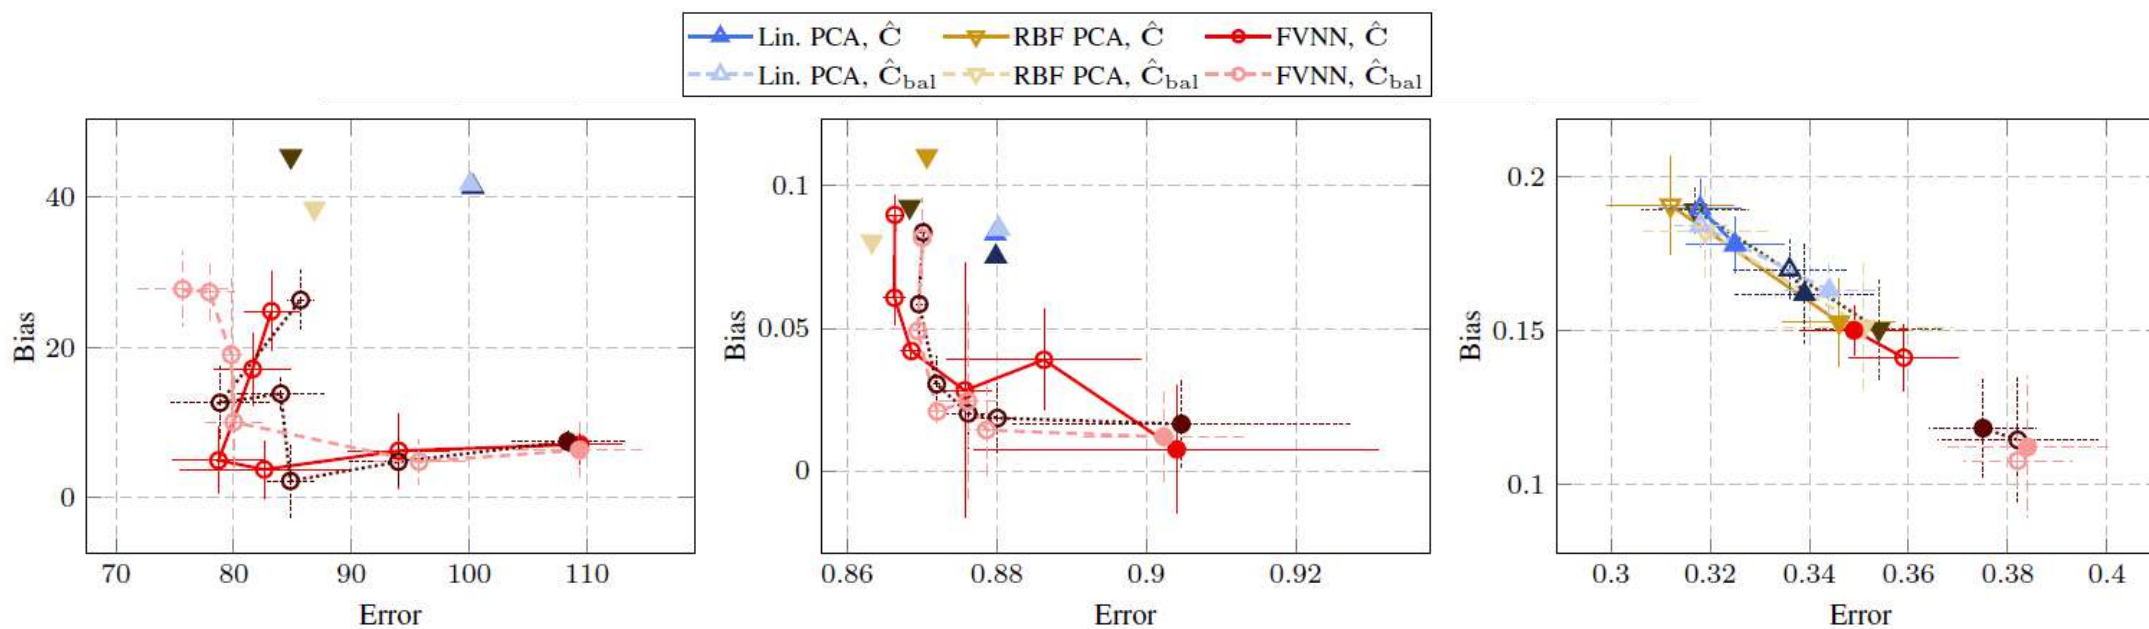 Lin. PCA, Ĉ RBF PCA, Ĉ FVNN, Ĉ
Lin. PCA, Ĉbal RBF PCA, Ĉbal FVNN, Ĉbal
40
20
0
Bias
70 80 90 100 110
Error
0.1
0.05
0
Bias
0.86 0.88 0.9 0.92
Error
0.2
0.15
0.1
Bias
0.3 0.32 0.34 0.36 0.38 0.4
Error